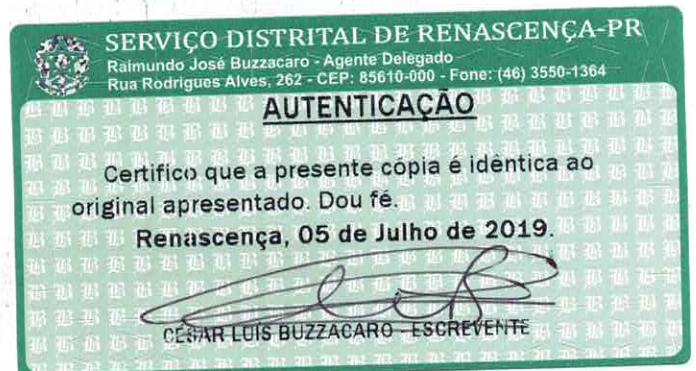 SERVIÇO DISTRITAL DE RENASCENÇA-PR
Raimundo José Buzzacaro - Agente Delegado
Rua Rodrigues Alves, 262 - CEP: 85610-000 - Fone: (46) 3550-1364
AUTENTICAÇÃO
Certifico que a presente cópia é idêntica ao
original apresentado. Dou fé.
Renascença, 05 de Julho de 2019.
CÉSAR LUÍS BUZZACARO - ESCREVENTE